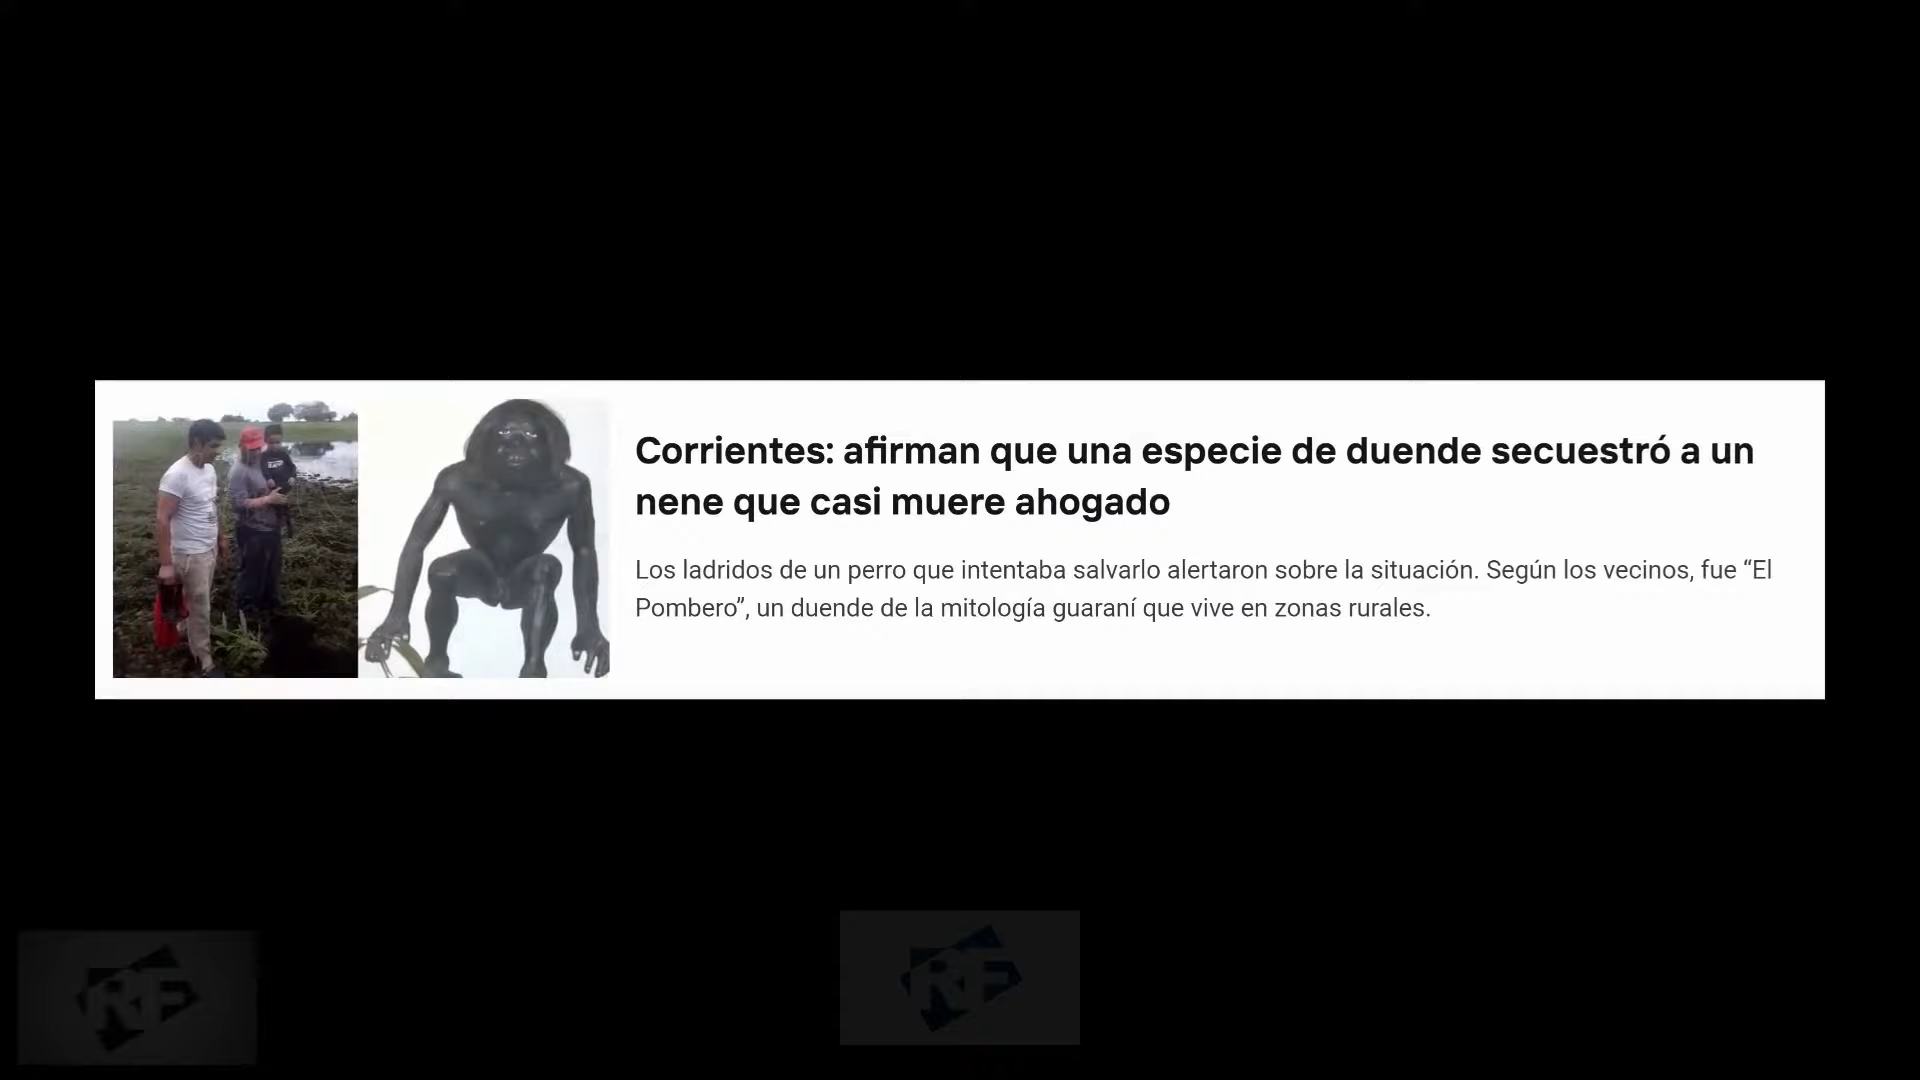 Corrientes: afirman que una especie de duende secuestró a un
nene que casi muere ahogado
Los ladridos de un perro que intentaba salvarlo alertaron sobre la situación. Según los vecinos, fue “El
Pombero”, un duende de la mitología guaraní que vive en zonas rurales.
RF
RF